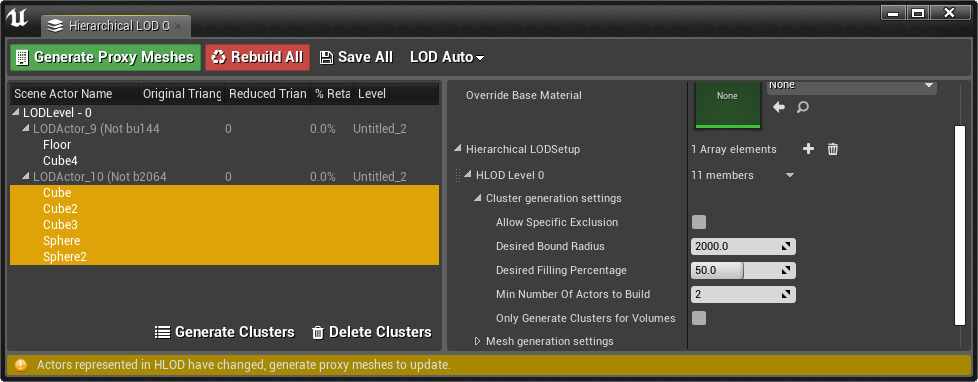 Hierarchical LOD O
Generate Proxy Meshes
Rebuild All
Save All
LOD Auto
Scene Actor Name Original Triang Reduced Trian % Reta Level
LODLevel - 0
LODActor_9 (Not bu144 0 0.0% Untitled_2
Floor
Cube4
LODActor_10 (Not b2064 0 0.0% Untitled_2
Cube
Cube2
Cube3
Sphere
Sphere2
Generate Clusters
Delete Clusters
Override Base Material
None
None
Hierarchical LODSetup 1 Array elements
HLOD Level 0 11 members
Cluster generation settings
Allow Specific Exclusion
Desired Bound Radius 2000.0
Desired Filling Percentage 50.0
Min Number Of Actors to Build 2
Only Generate Clusters for Volumes
Mesh generation settings
Actors represented in HLOD have changed, generate proxy meshes to update.